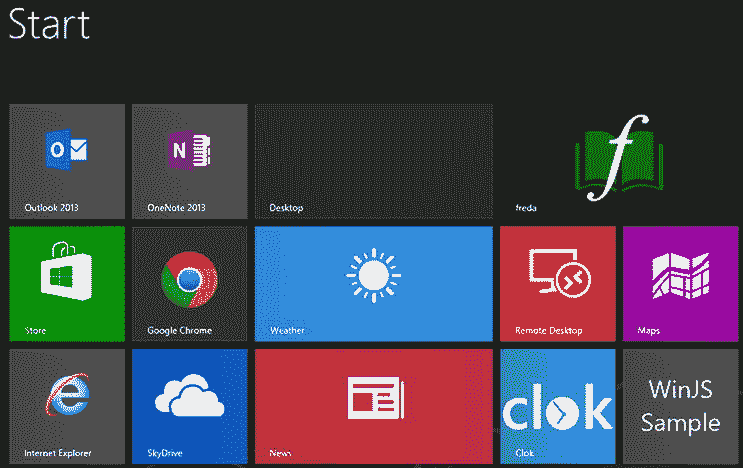 Start
Outlook 2013
OneNote 2013
Desktop
freda
Store
Google Chrome
Weather
Remote Desktop
Maps
Internet Explorer
SkyDrive
News
clok
Clok
WinJS
Sample